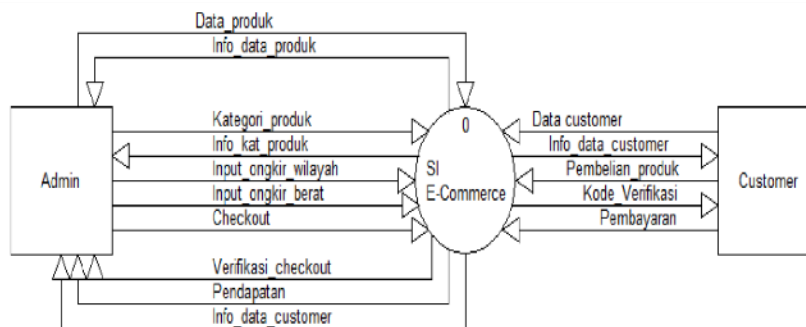 Data_produk
Info_data_produk
Kategori_produk
Info_kat_produk
Input_ongkir_wilayah
Input_ongkir_berat
Checkout
Admin
0
SI
E-Commerce
Data customer
Info_data_customer
Pembelian_produk
Kode_Verifikasi
Pembayaran
Customer
Verifikasi_checkout
Pendapatan
Info_data_customer